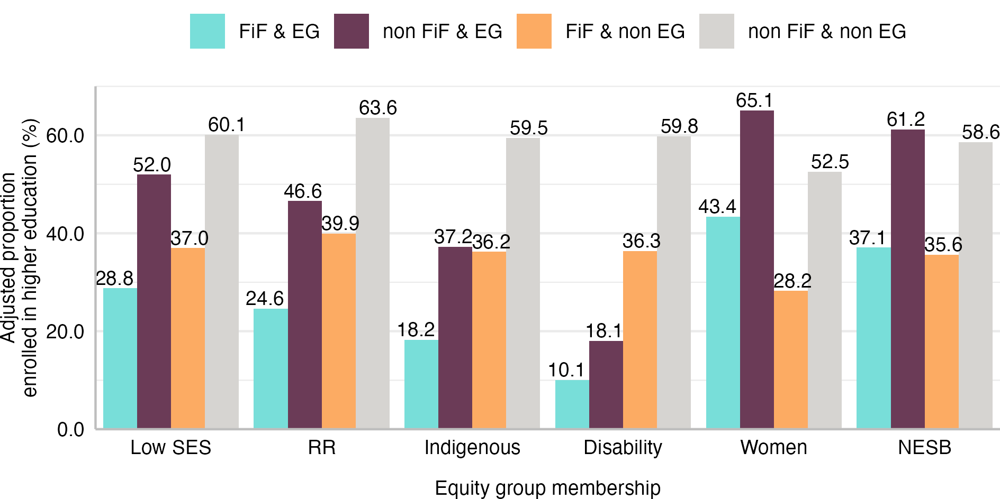 FiF & EG
non FiF & EG
FiF & non EG
non FiF & non EG
Adjusted proportion
enrolled in higher education (%)
60.0
40.0
20.0
0.0
28.8
52.0
37.0
60.1
24.6
46.6
39.9
63.6
18.2
37.2
36.2
59.5
10.1
18.1
36.3
59.8
43.4
65.1
28.2
52.5
37.1
61.2
35.6
58.6
Low SES
RR
Indigenous
Disability
Women
NESB
Equity group membership